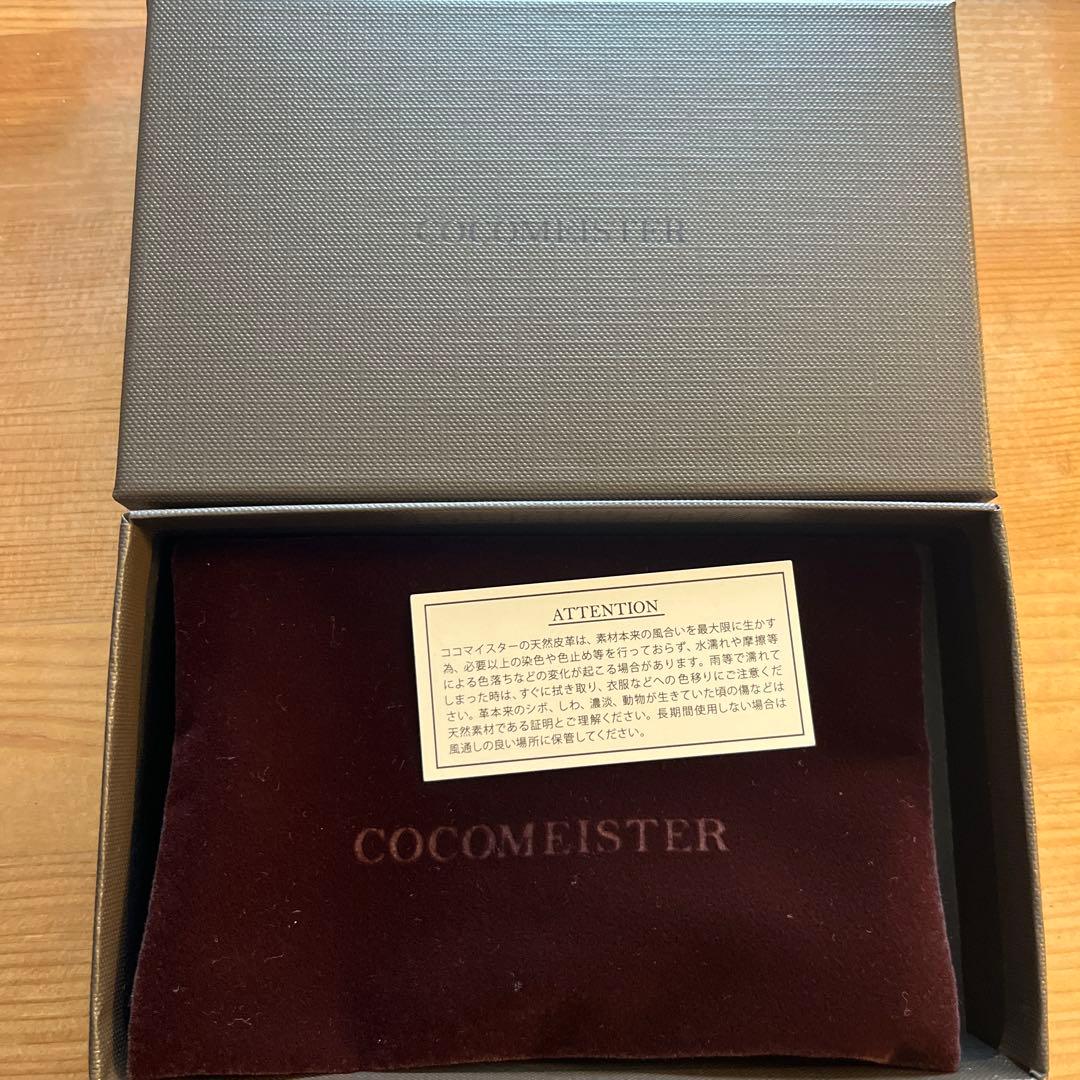 COCOMEISTER
ATTENTION
ココマイスターの天然皮革は、素材本来の風合いを最大限に生かす
為、必要以上の染色や色止め等を行っておらず、水濡れや摩擦等
による色落ちなどの変化が起こる場合があります。雨等で濡れて
しまった時は、すぐに拭き取り、衣服などへの色移りにご注意くだ
さい。革本来のシボ、しわ、濃淡、動物が生きていた頃の傷などは
天然素材である証明とご理解ください。長期間使用しない場合は
風通しの良い場所に保管してください。
COCOMEISTER